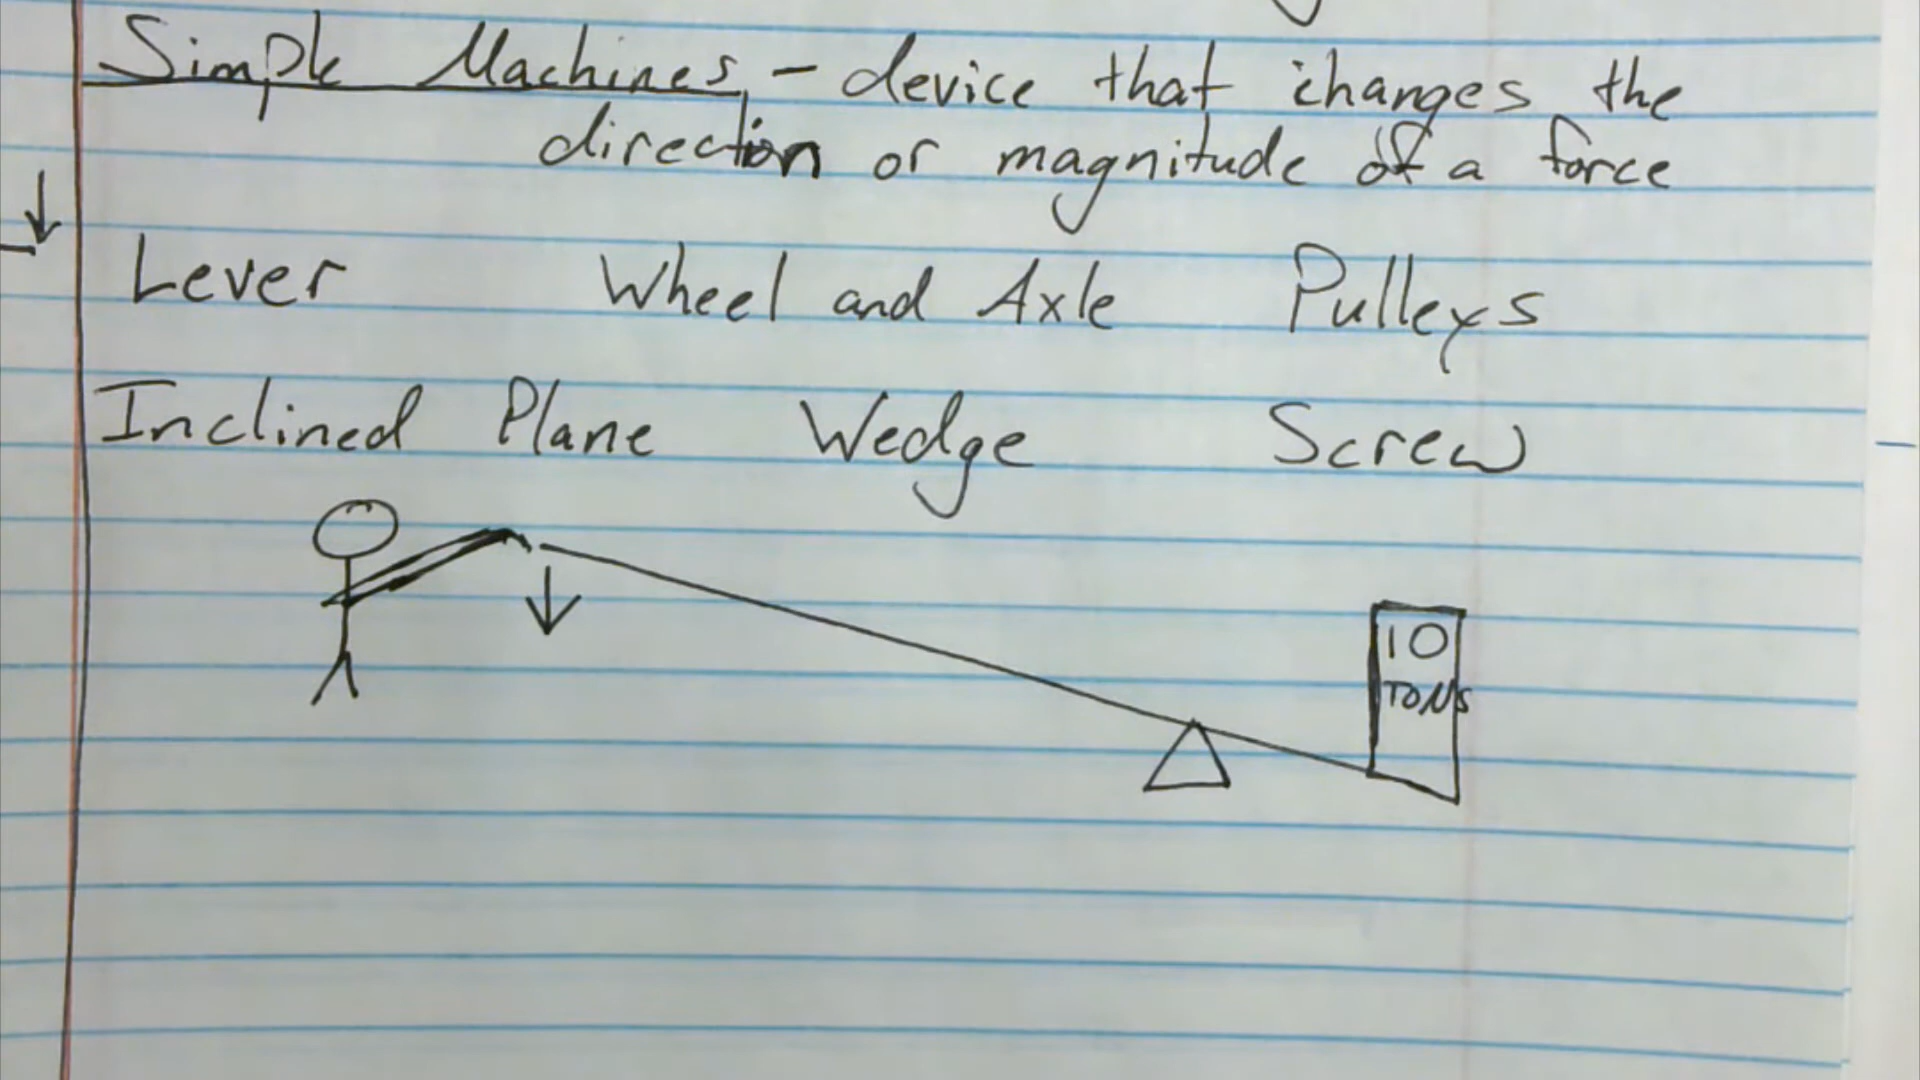 Simple Machines - device that changes the
direction or magnitude of a force
Lever Wheel and Axle Pulleys
Inclined Plane Wedge Screw
10
TONS